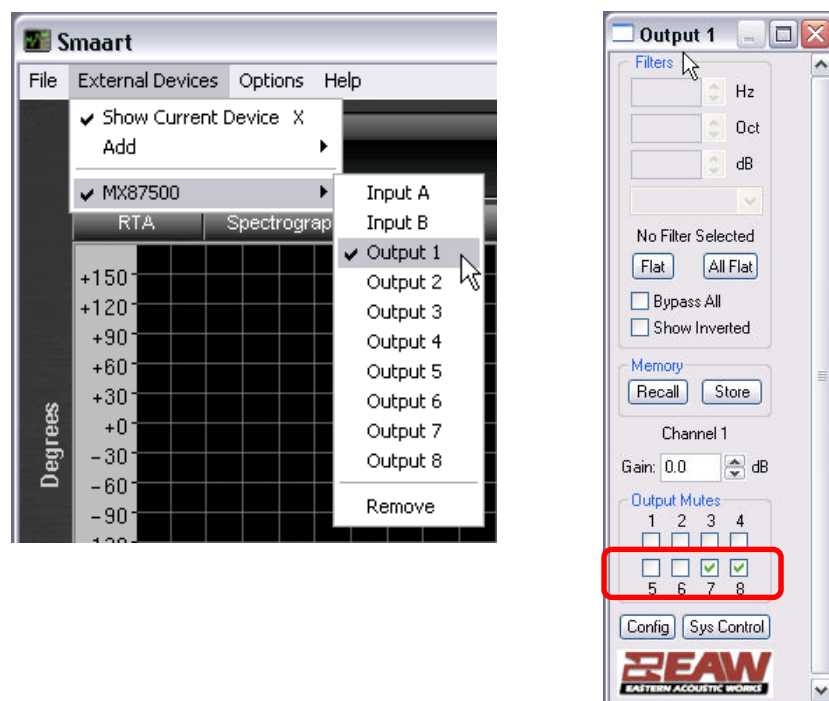 Smaart
File External Devices Options Help
Show Current Device X
Add
MX87500
Input A
Input B
Output 1
Output 2
Output 3
Output 4
Output 5
Output 6
Output 7
Output 8
Remove
RTA Spectrograp
Degrees
+150
+120
+90
+60
+30
+0
-30
-60
-90
Output 1
Filters
Hz
Oct
dB
No Filter Selected
Flat All Flat
Bypass All
Show Inverted
Memory
Recall Store
Channel 1
Gain: 0.0 dB
Output Mutes
1 2 3 4
5 6 7 8
Config Sys Control
EAW
EASTERN ACOUSTIC WORKS